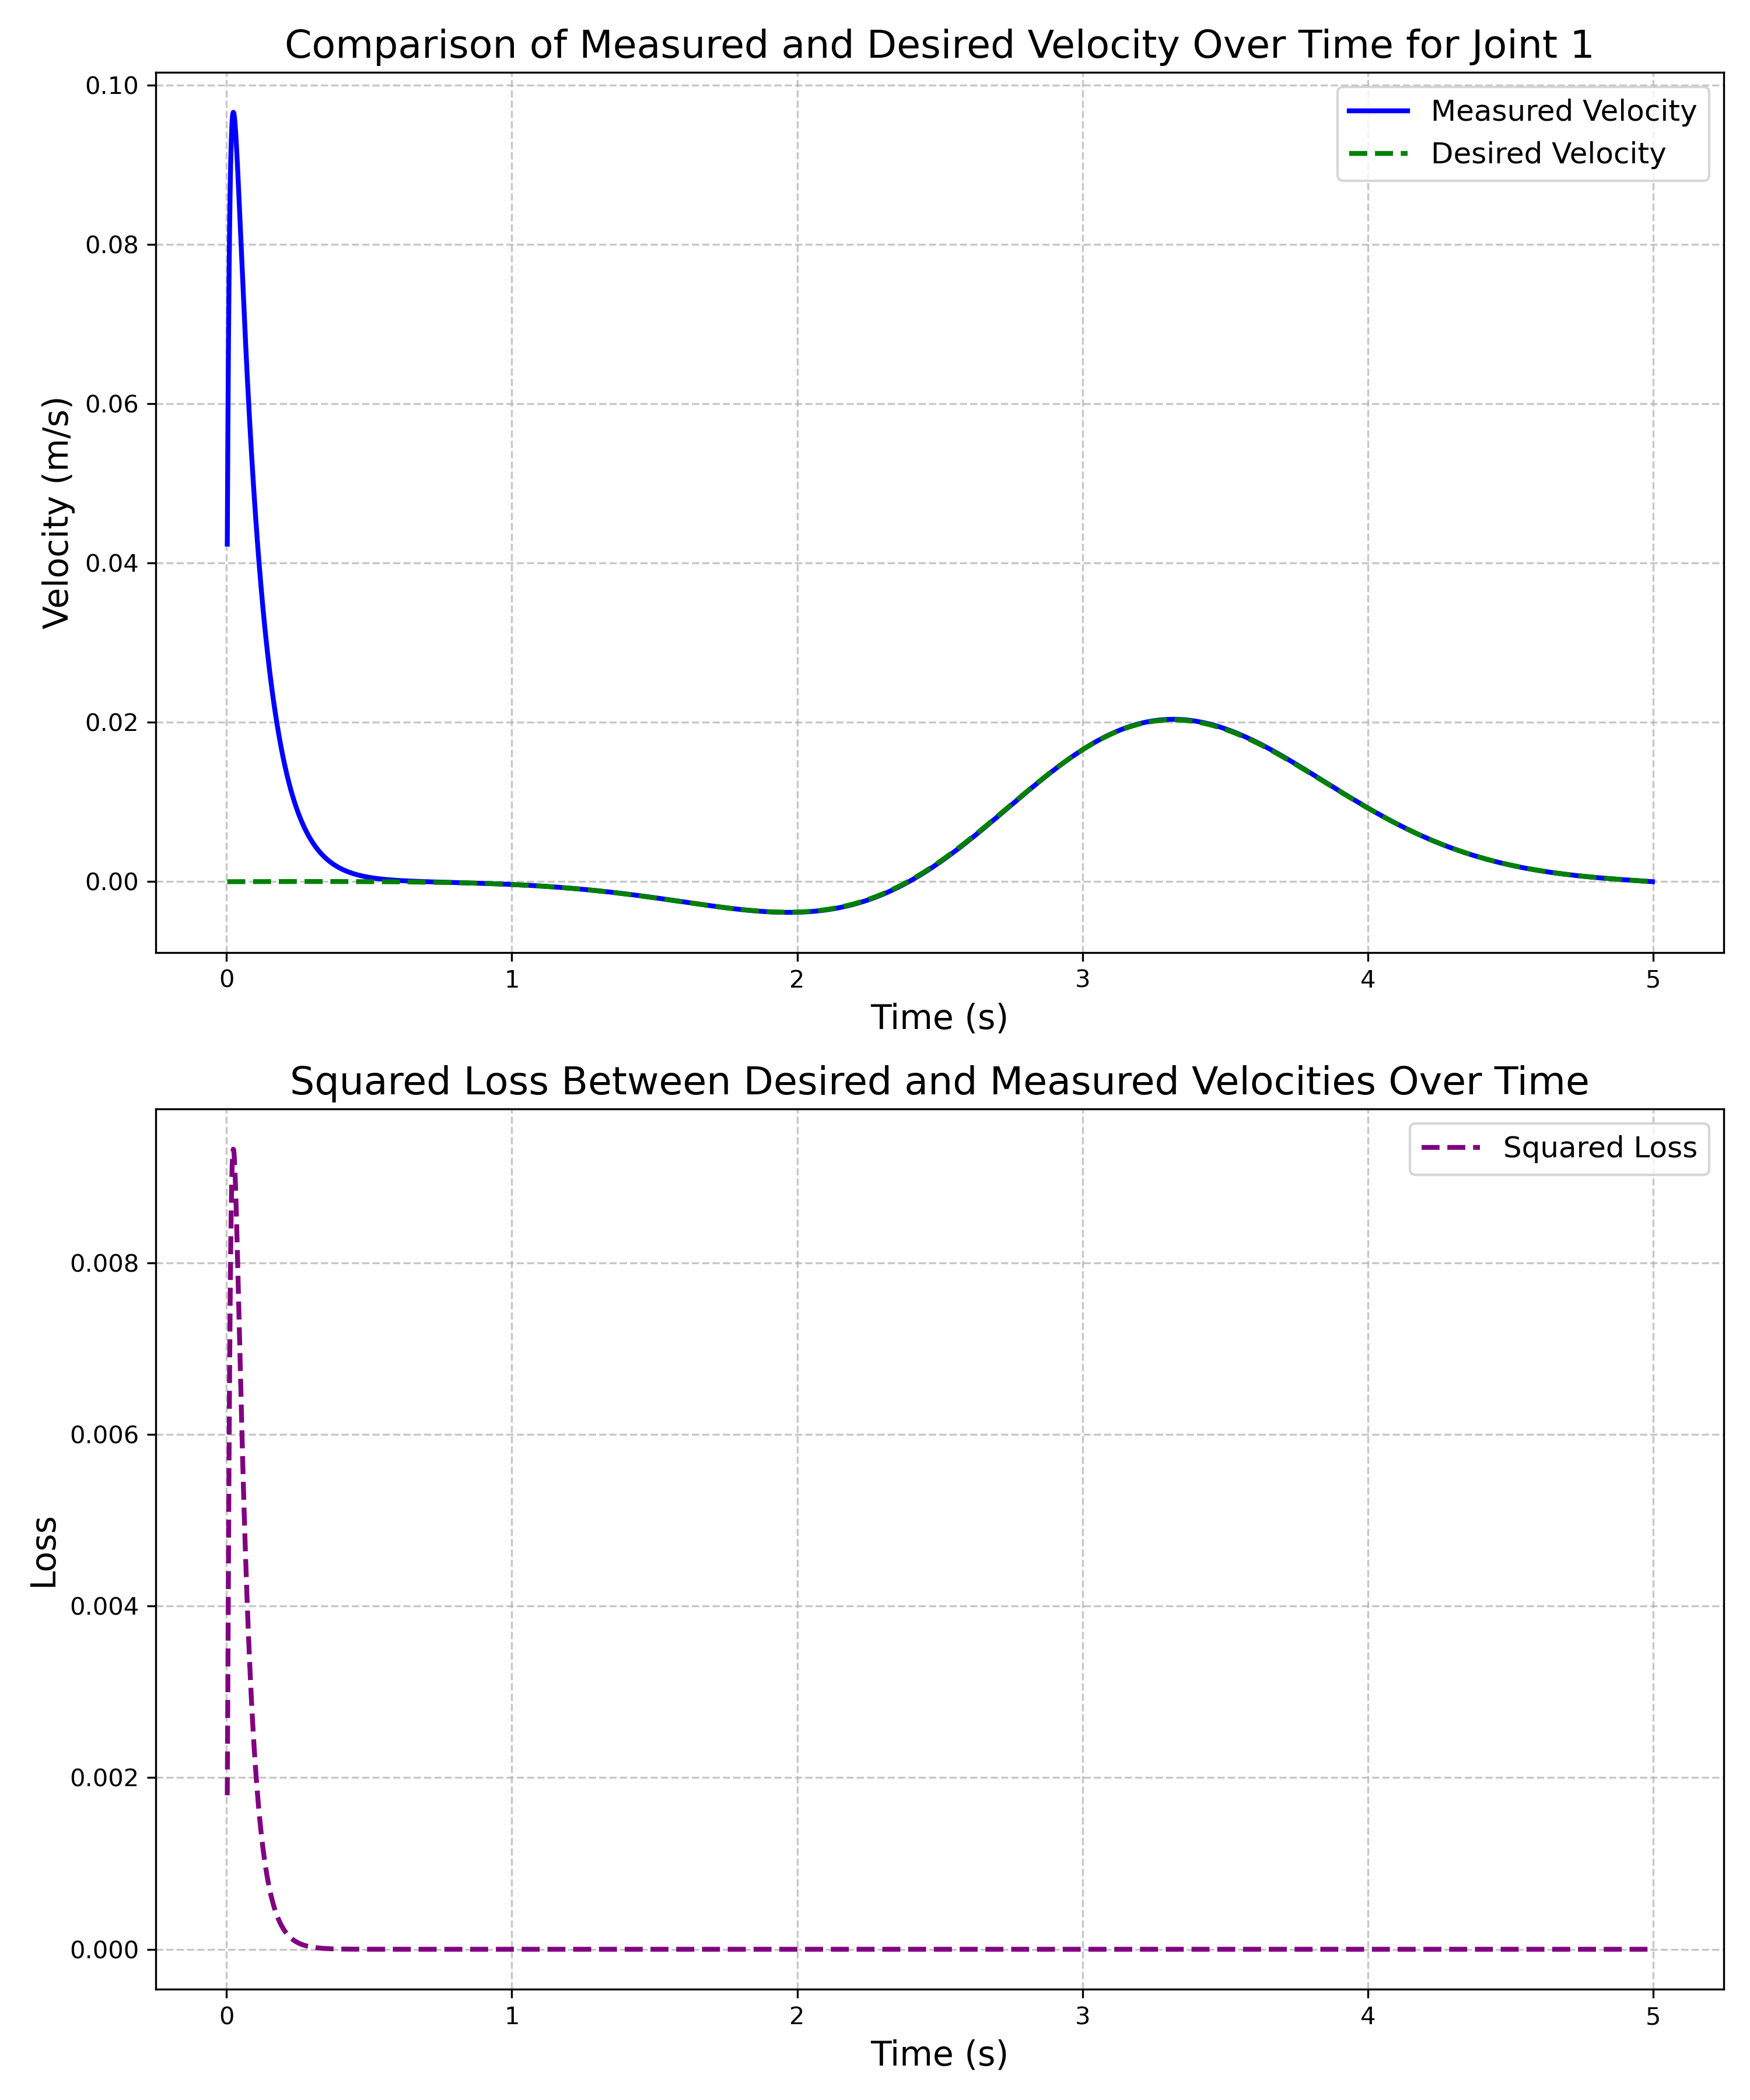 Comparison of Measured and Desired Velocity Over Time for Joint 1
Measured Velocity
Desired Velocity
Velocity (m/s)
0.10
0.08
0.06
0.04
0.02
0.00
0 1 2 3 4 5
Time (s)
Squared Loss Between Desired and Measured Velocities Over Time
Squared Loss
Loss
0.008
0.006
0.004
0.002
0.000
0 1 2 3 4 5
Time (s)